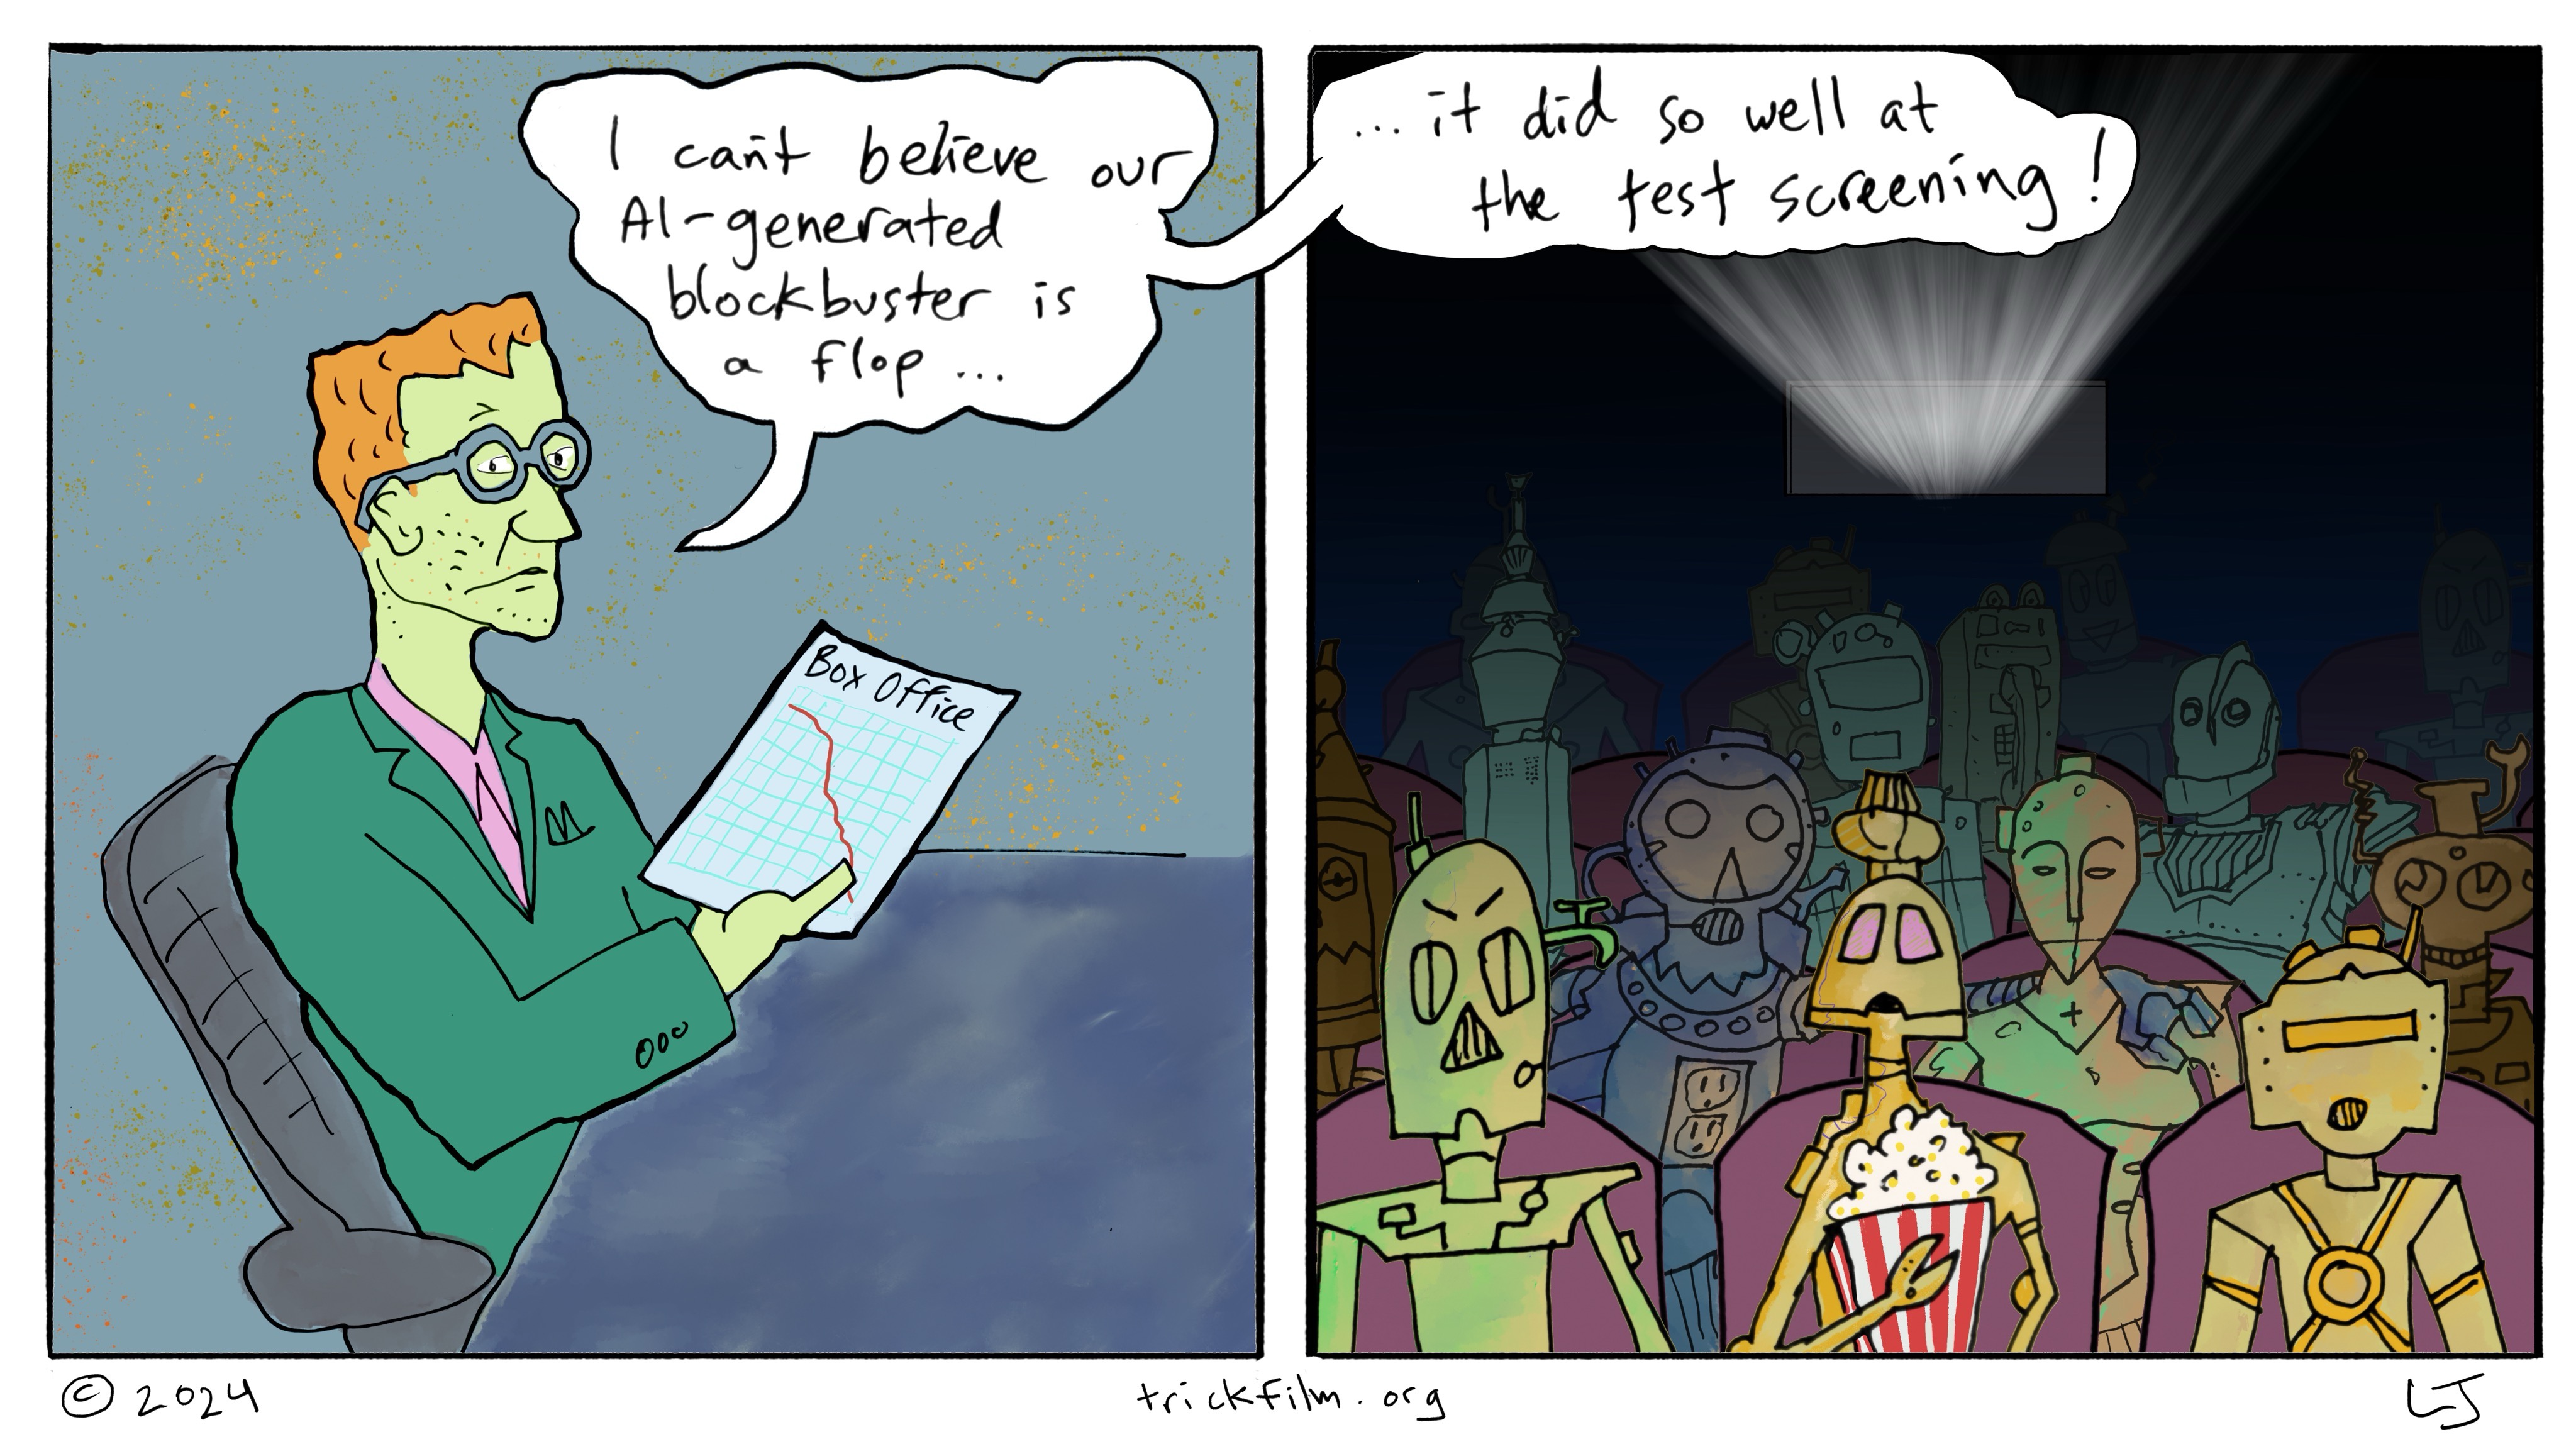 I can't believe our
AI-generated
blockbuster is
a flop ...
... it did so well at
the test screening!
Box Office
© 2024
trickfilm.org
LJ